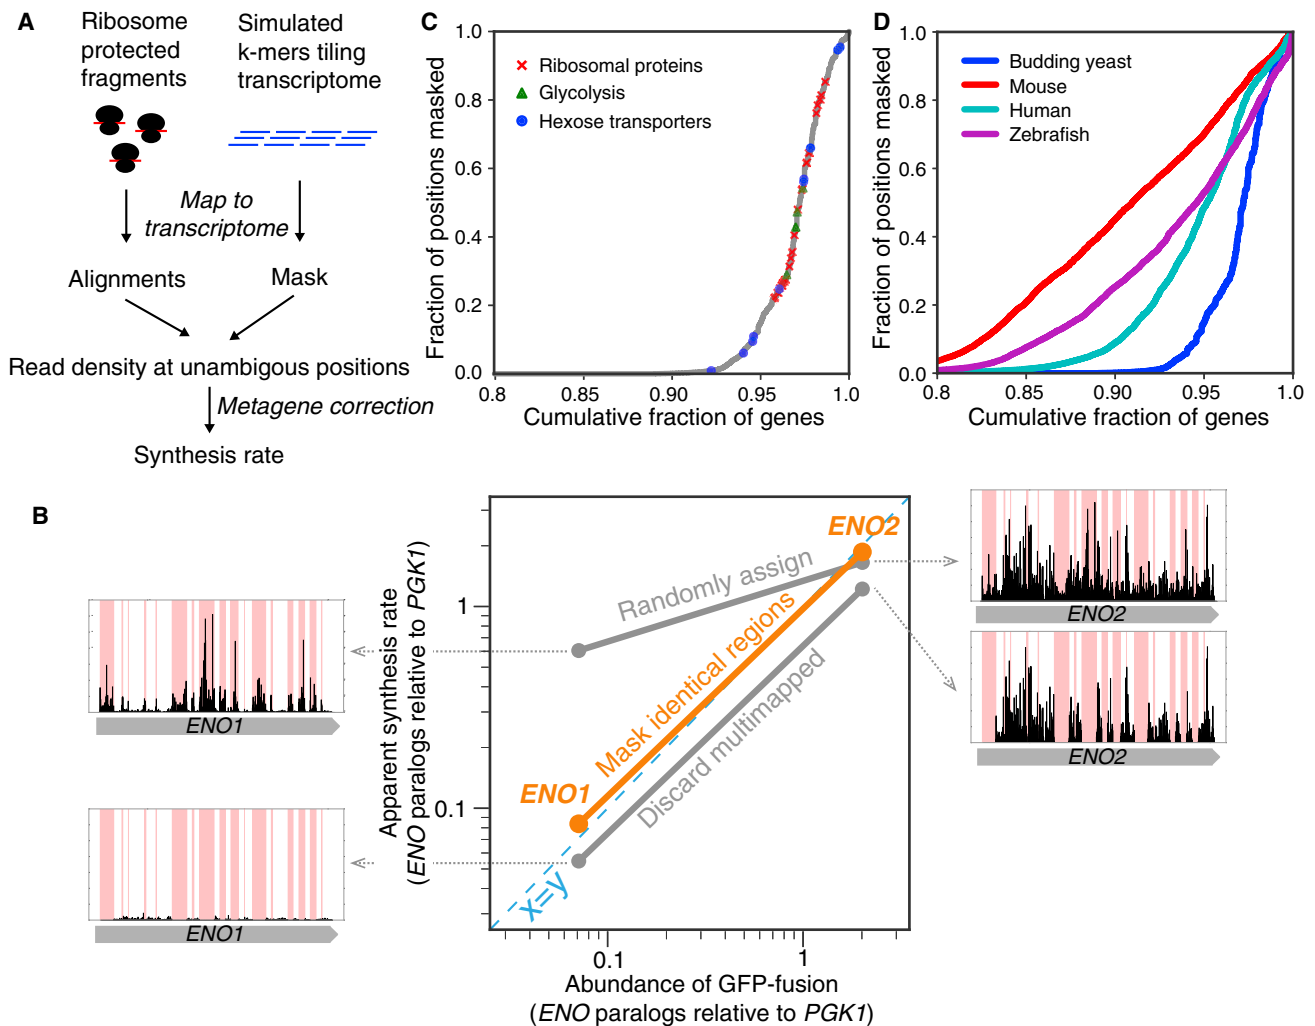 A
Ribosome
protected
fragments
Simulated
k-mers tiling
transcriptome
Map to
transcriptome
Alignments
Mask
Read density at unambigous positions
Metagene correction
Synthesis rate
C
Fraction of positions masked
1.0
0.8
0.6
0.4
0.2
0.0
Ribosomal proteins
Glycolysis
Hexose transporters
0.8
0.85
0.90
0.95
1.0
Cumulative fraction of genes
D
Fraction of positions masked
1.0
0.8
0.6
0.4
0.2
0.0
Budding yeast
Mouse
Human
Zebrafish
0.8
0.85
0.90
0.95
1.0
Cumulative fraction of genes
B
ENO1
ENO1
Apparent synthesis rate
(ENO paralogs relative to PGK1)
1
0.1
ENO2
Randomly assign
Mask identical regions
Discard multimapped
ENO1
x=y
0.1
1
Abundance of GFP-fusion
(ENO paralogs relative to PGK1)
ENO2
ENO2